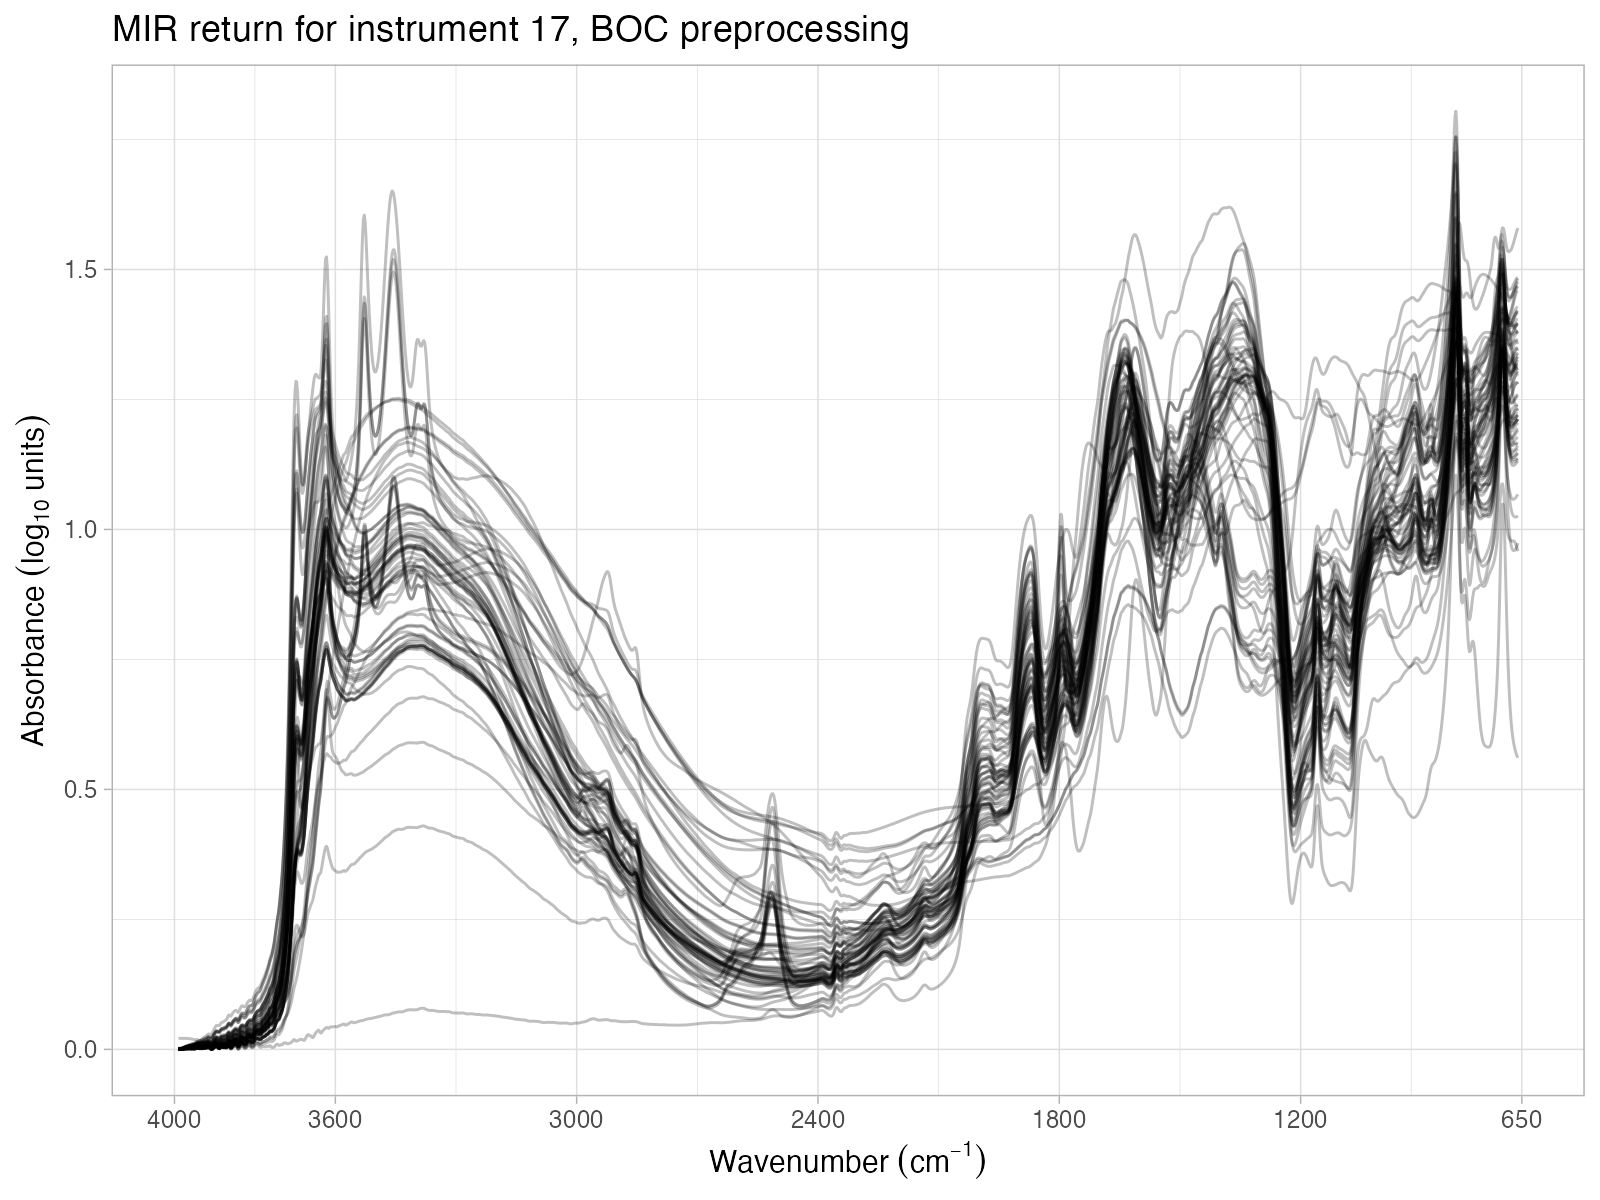 MIR return for instrument 17, BOC preprocessing
Absorbance (log₁₀ units)
1.5
1.0
0.5
0.0
4000 3600 3000 2400 1800 1200 650
Wavenumber (cm⁻¹)